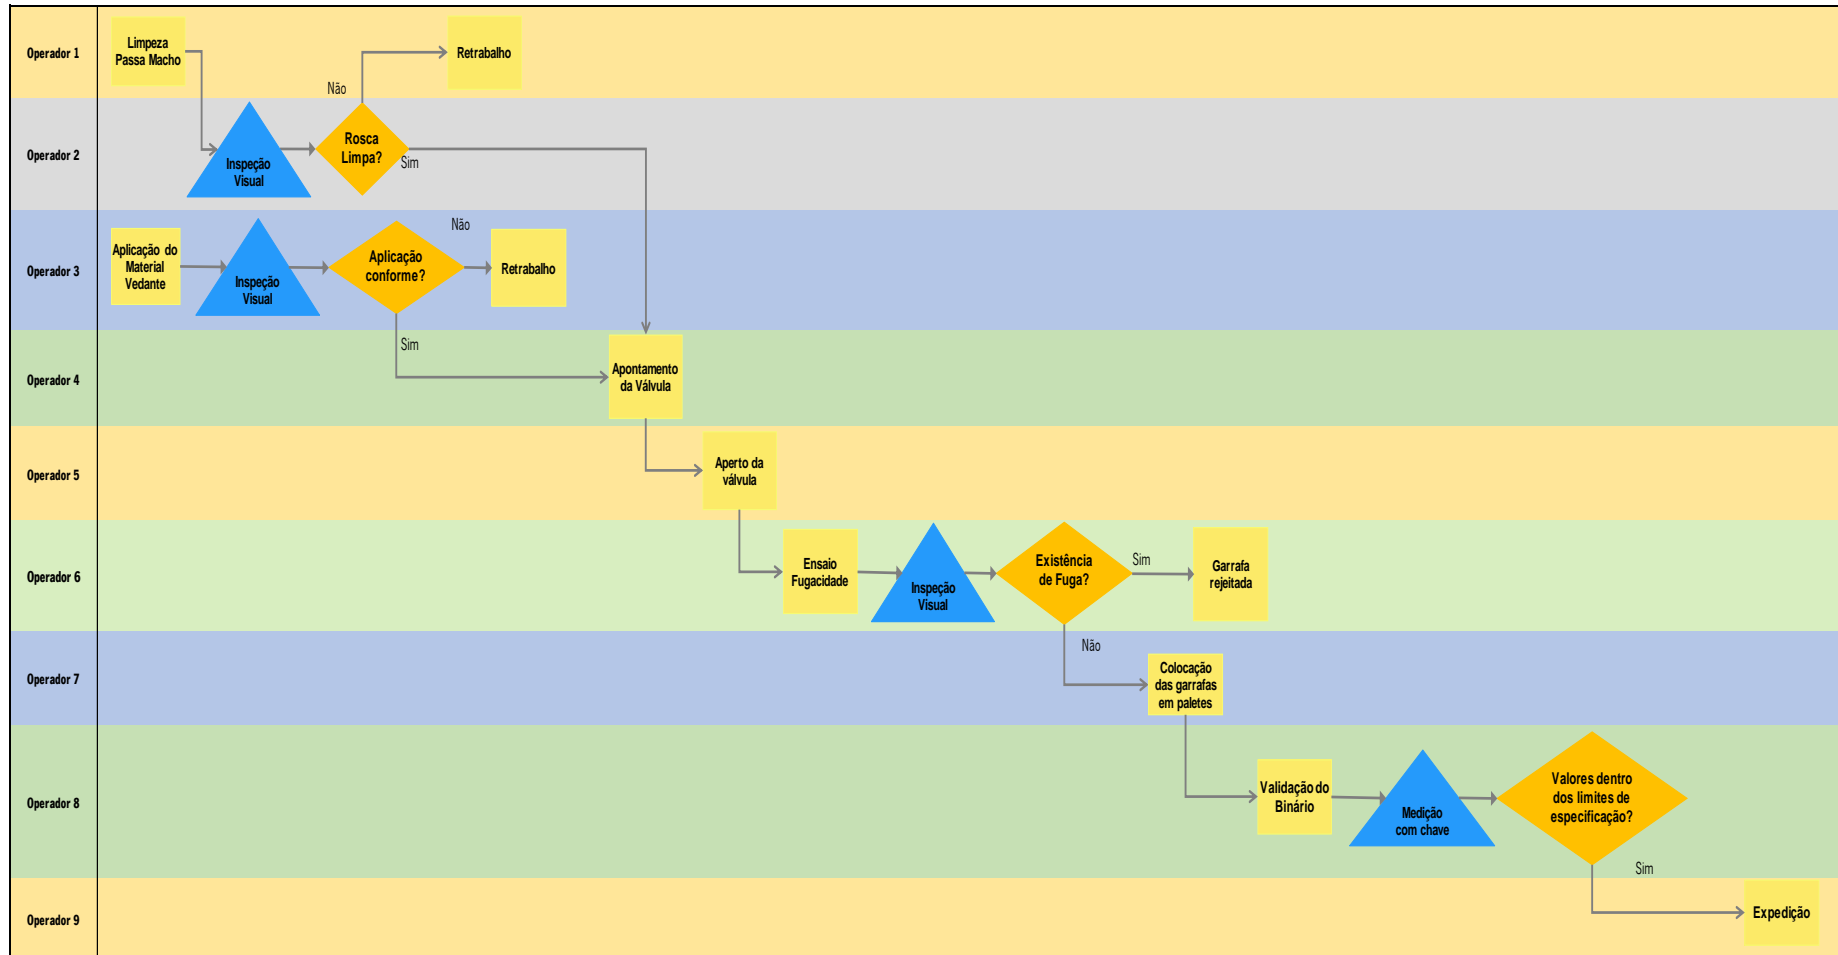 Operador 1
Limpeza
Passa Macho
Retrabalho
Não
Operador 2
Inspeção
Visual
Rosca
Limpa?
Sim
Operador 3
Aplicação do
Material
Vedante
Inspeção
Visual
Aplicação
conforme?
Não
Retrabalho
Sim
Operador 4
Apontamento
da Válvula
Operador 5
Aperto da
válvula
Operador 6
Ensaio
Fugacidade
Inspeção
Visual
Existência
de Fuga?
Sim
Garrafa
rejeitada
Não
Operador 7
Colocação
das garrafas
em paletes
Operador 8
Validação do
Binário
Medição
com chave
Valores dentro
dos limites de
especificação?
Sim
Operador 9
Expedição